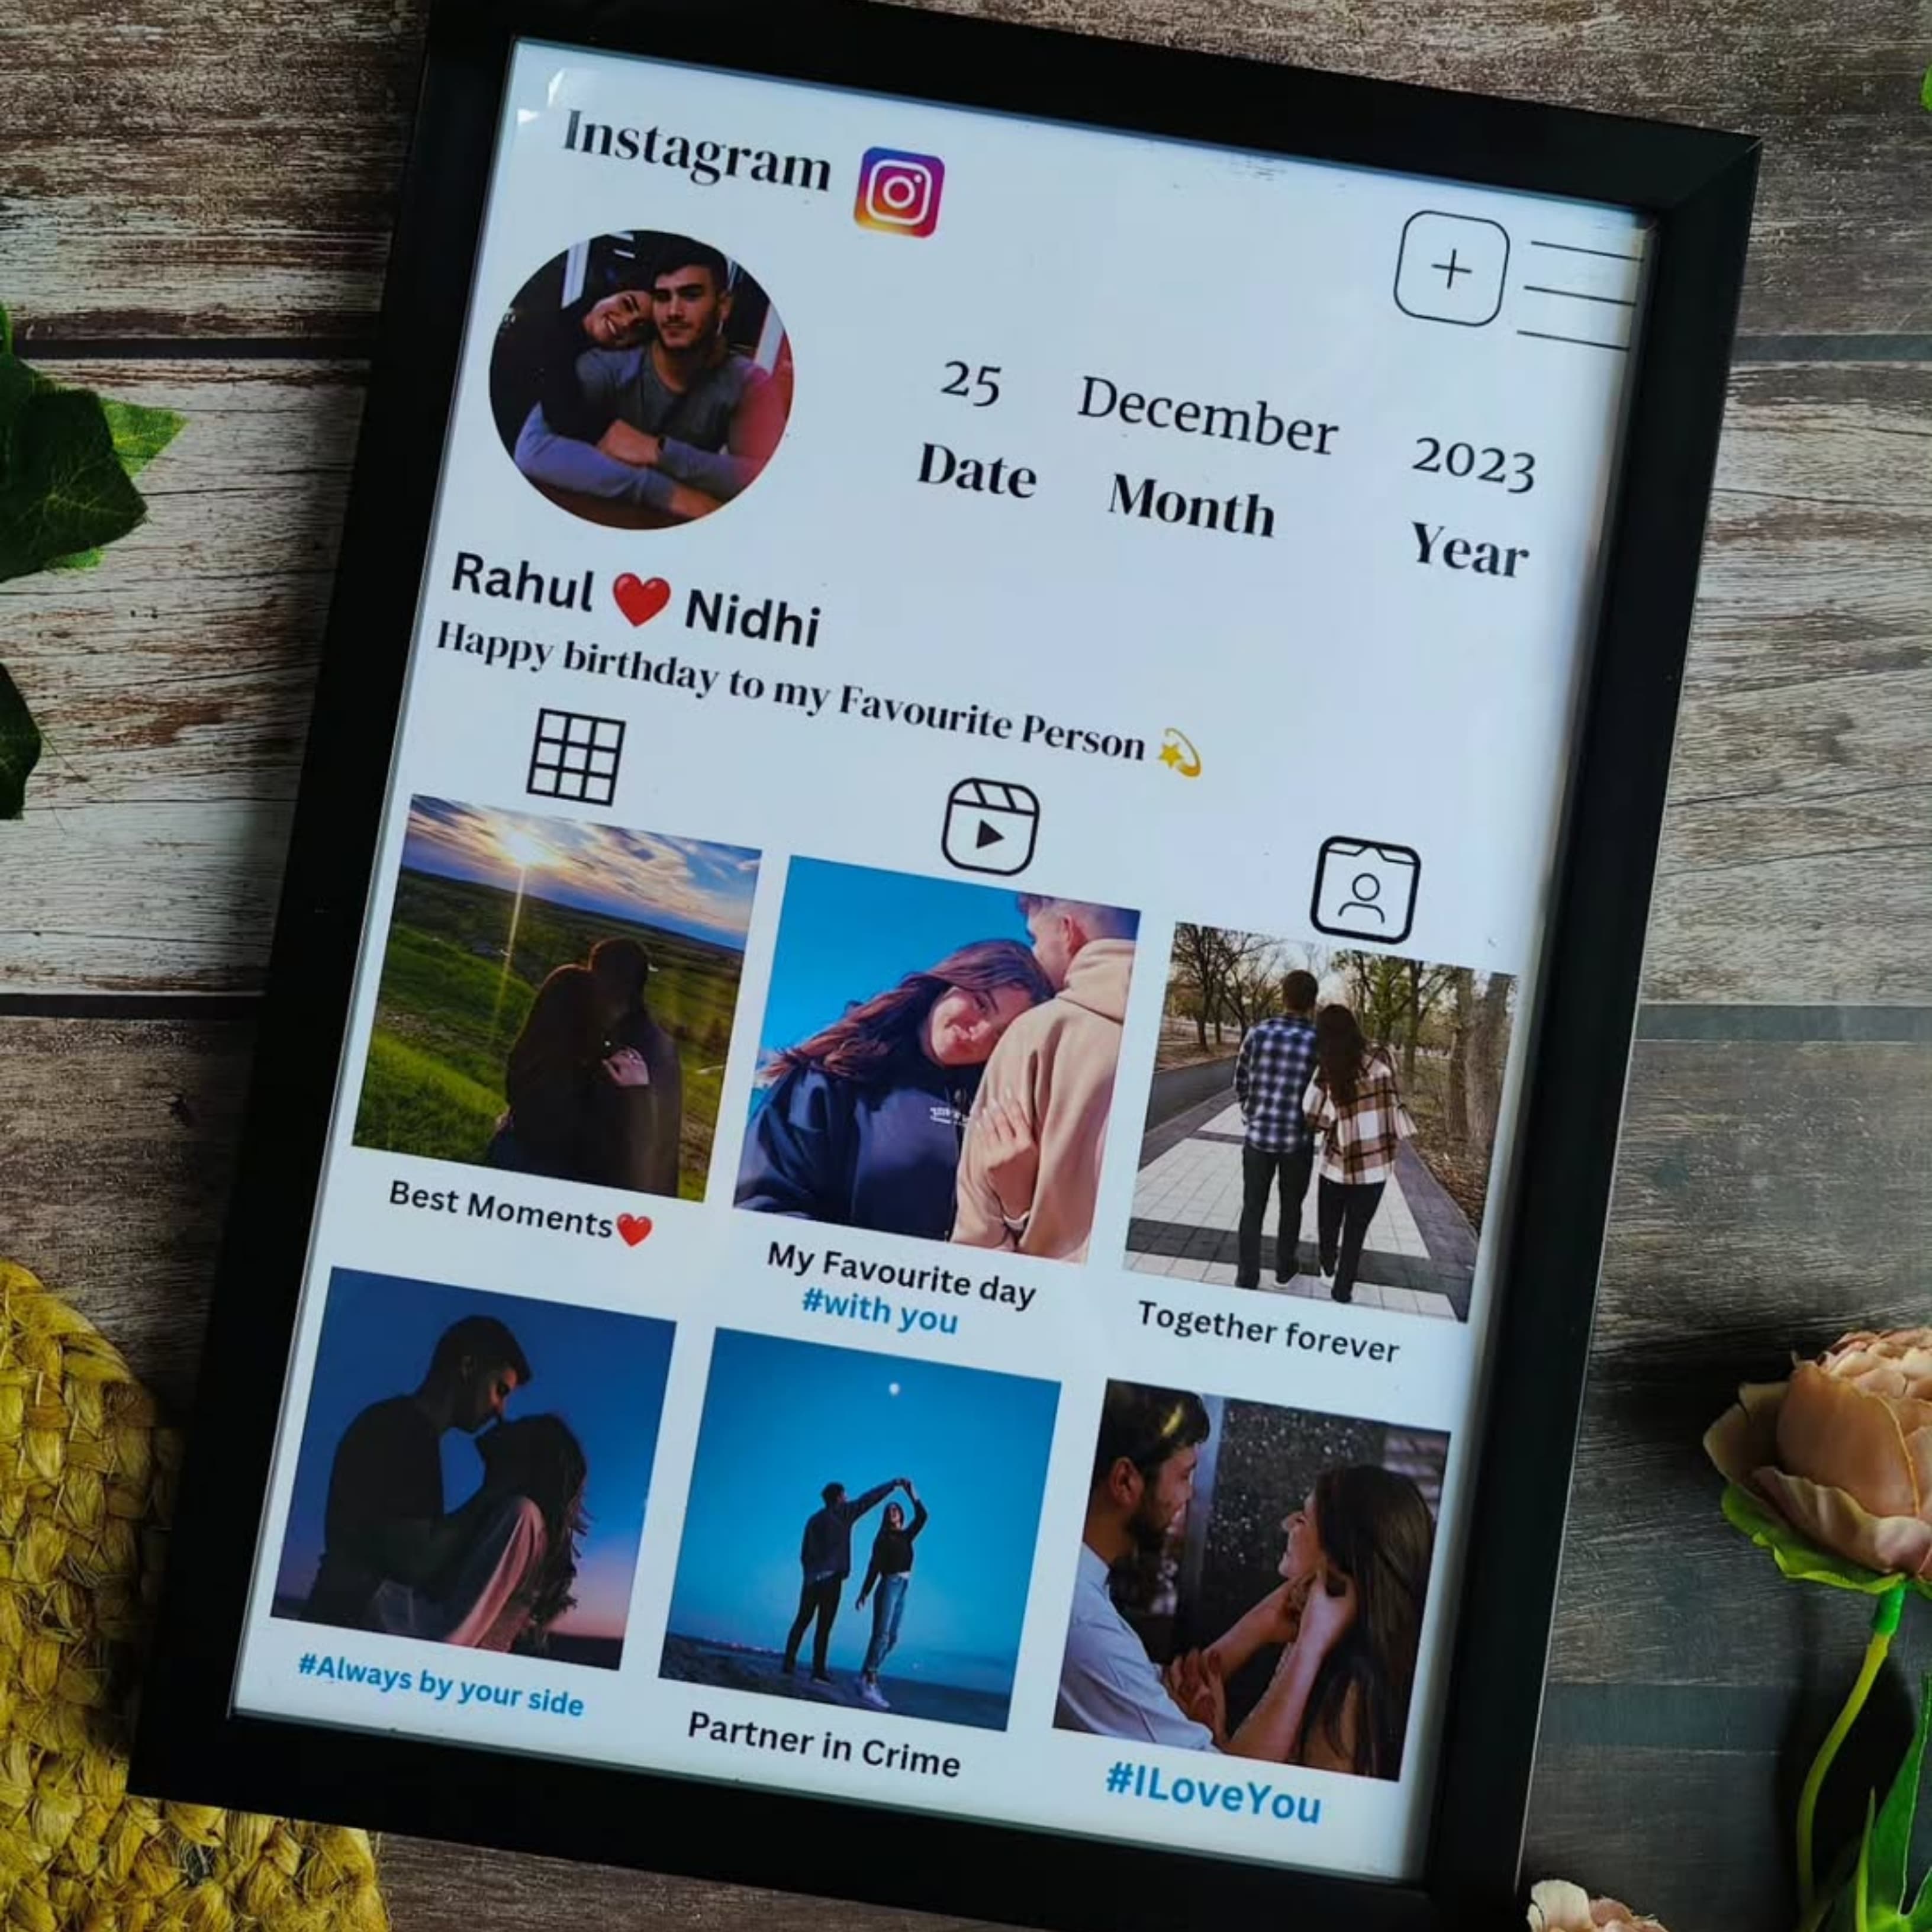 Instagram
25 December 2023
Date Month Year
Rahul ❤️ Nidhi
Happy birthday to my Favourite Person 💫
Best Moments❤️
My Favourite day
#with you
Together forever
#Always by your side
Partner in Crime
#ILoveYou